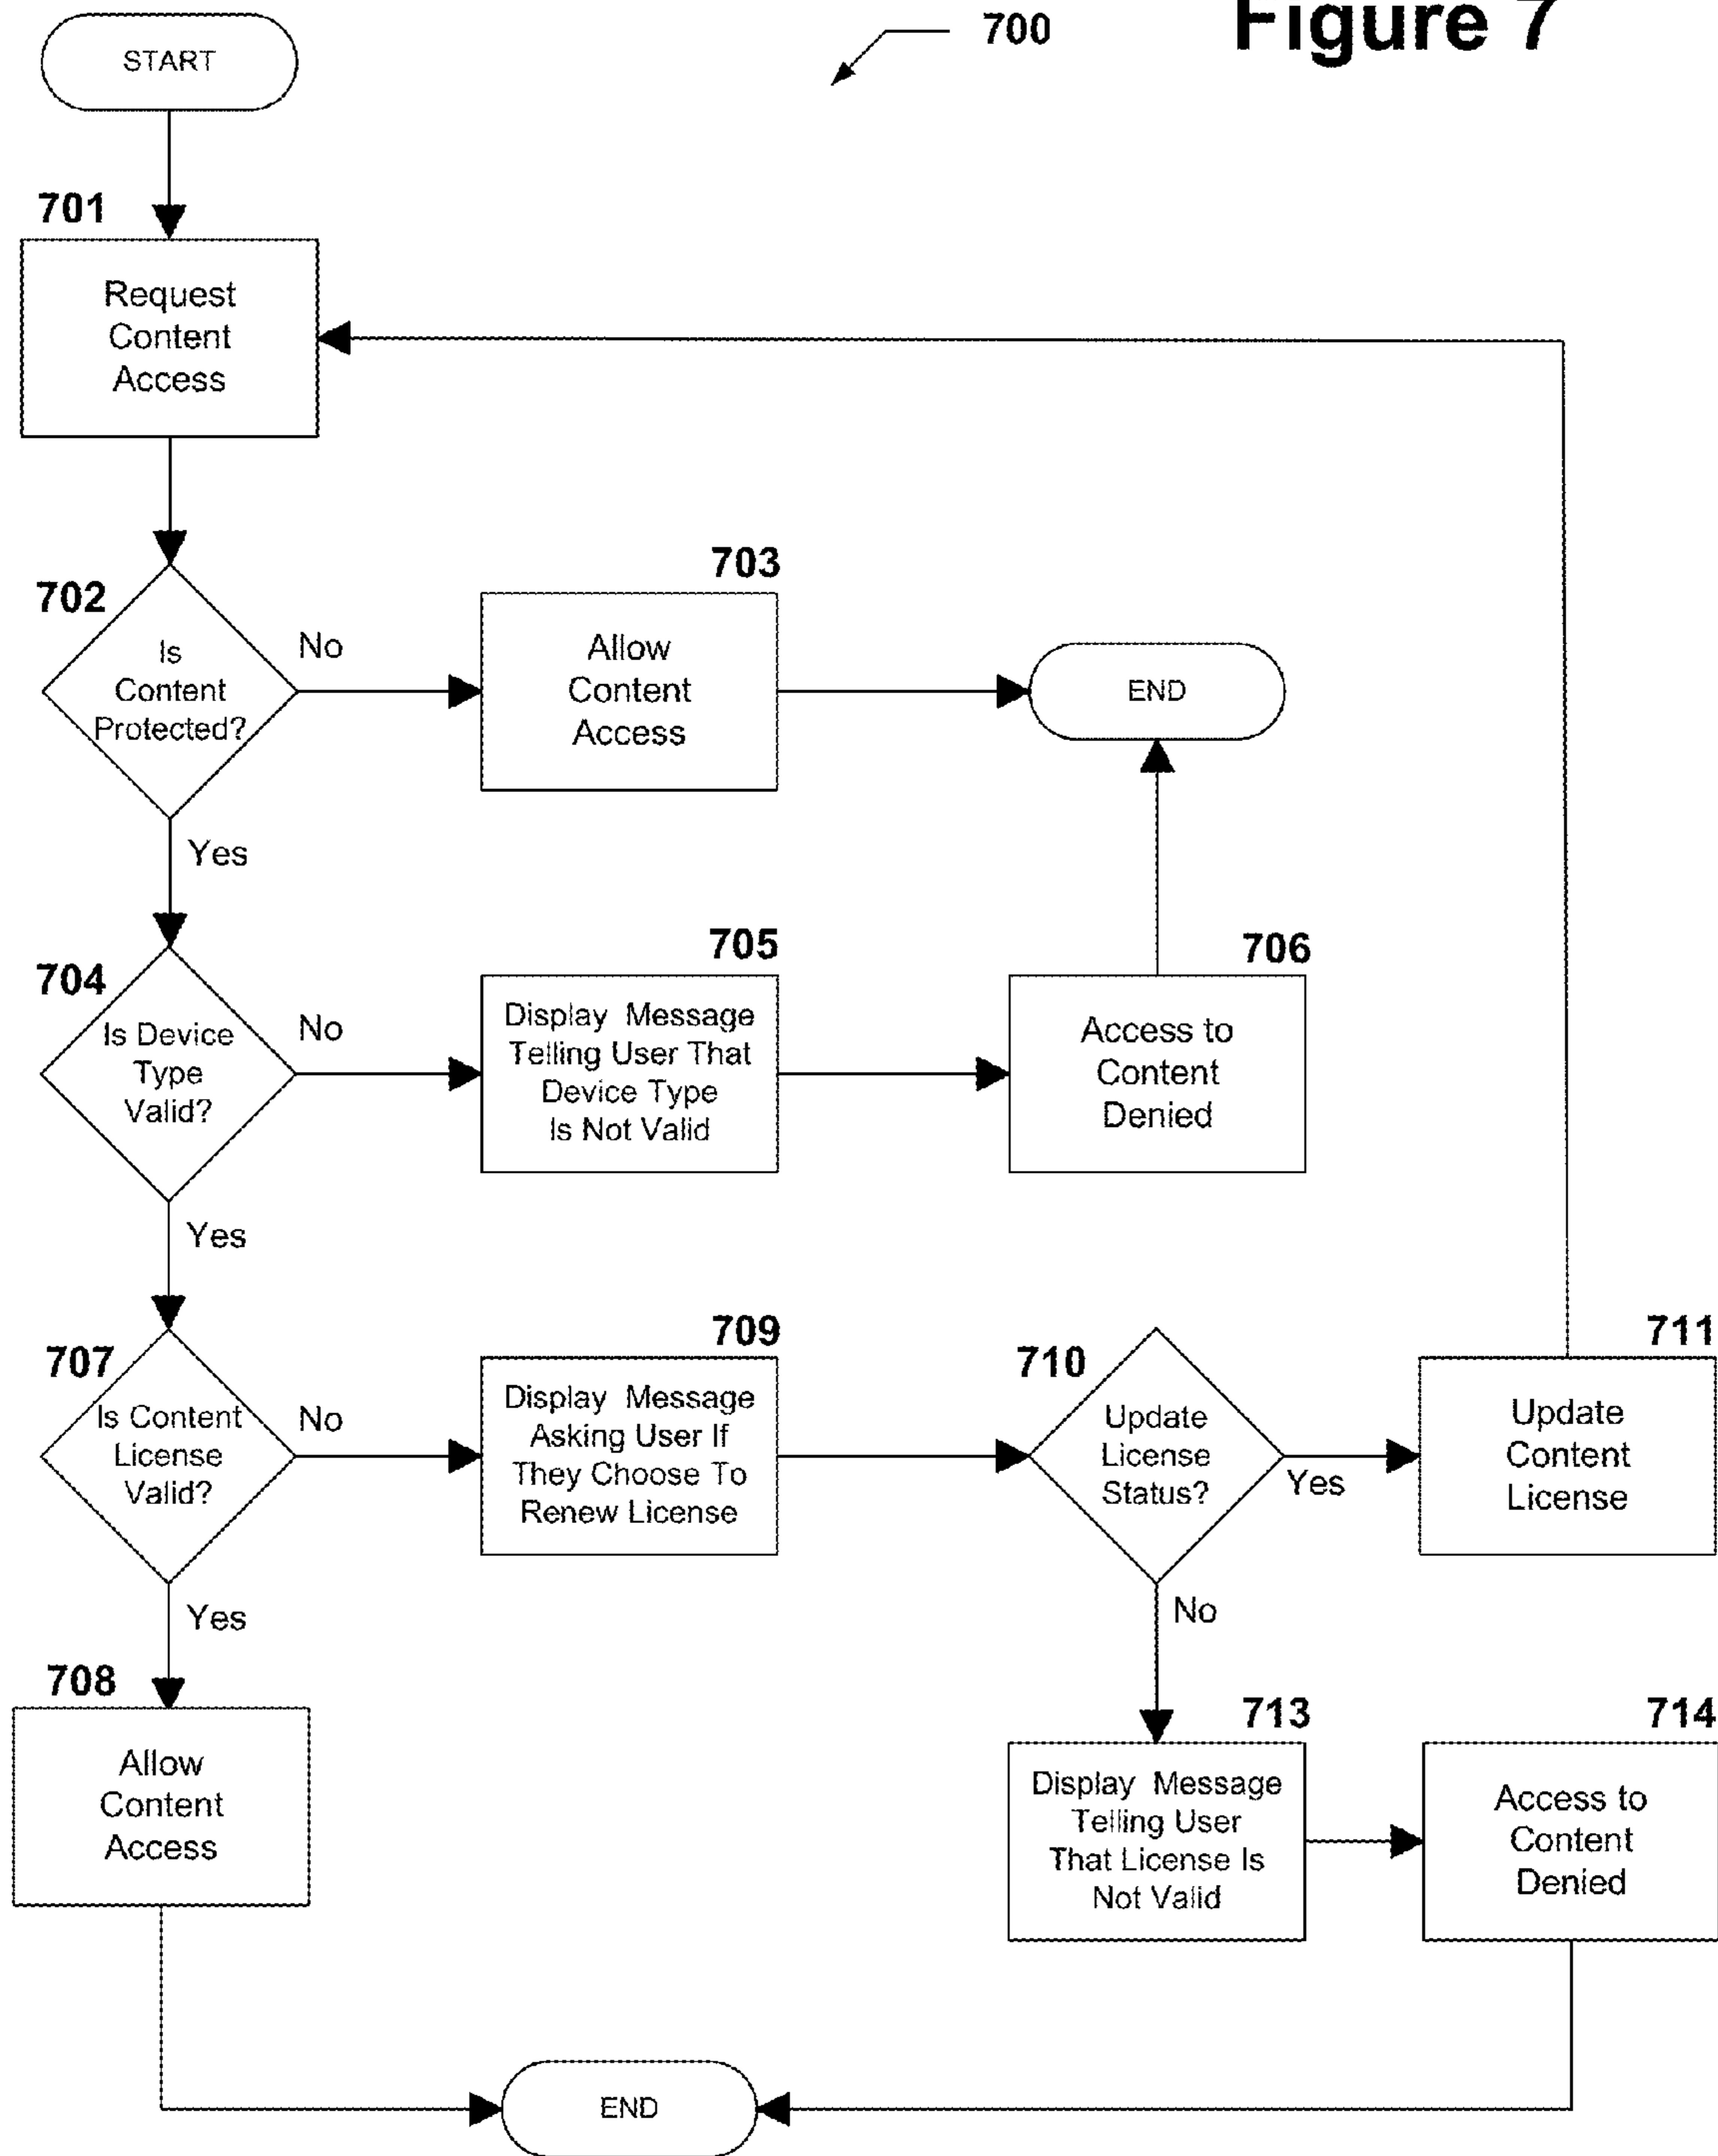 Figure 7
700
START
701
Request
Content
Access
702
Is
Content
Protected?
No
703
Allow
Content
Access
END
Yes
704
Is Device
Type
Valid?
No
705
Display Message
Telling User That
Device Type
Is Not Valid
706
Access to
Content
Denied
Yes
707
Is Content
License
Valid?
No
709
Display Message
Asking User If
They Choose To
Renew License
710
Update
License
Status?
Yes
711
Update
Content
License
Yes
No
708
Allow
Content
Access
713
Display Message
Telling User
That License Is
Not Valid
714
Access to
Content
Denied
END